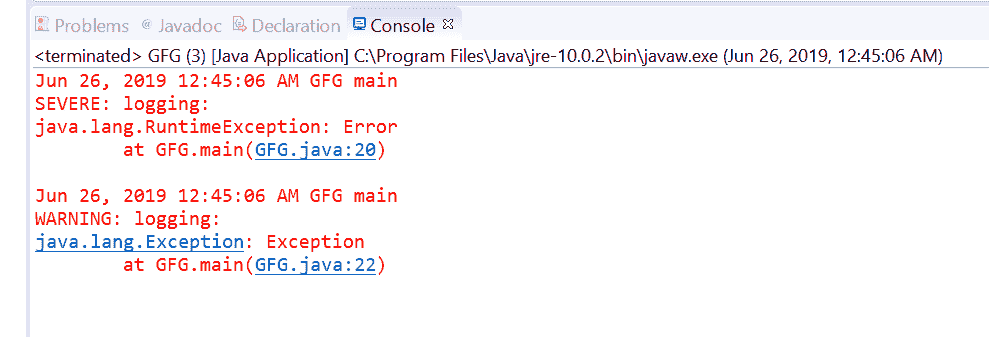 Problems @ Javadoc Declaration Console
<terminated> GFG (3) [Java Application] C:\Program Files\Java\jre-10.0.2\bin\javaw.exe (Jun 26, 2019, 12:45:06 AM)
Jun 26, 2019 12:45:06 AM GFG main
SEVERE: logging:
java.lang.RuntimeException: Error
at GFG.main(GFG.java:20)
Jun 26, 2019 12:45:06 AM GFG main
WARNING: logging:
java.lang.Exception: Exception
at GFG.main(GFG.java:22)